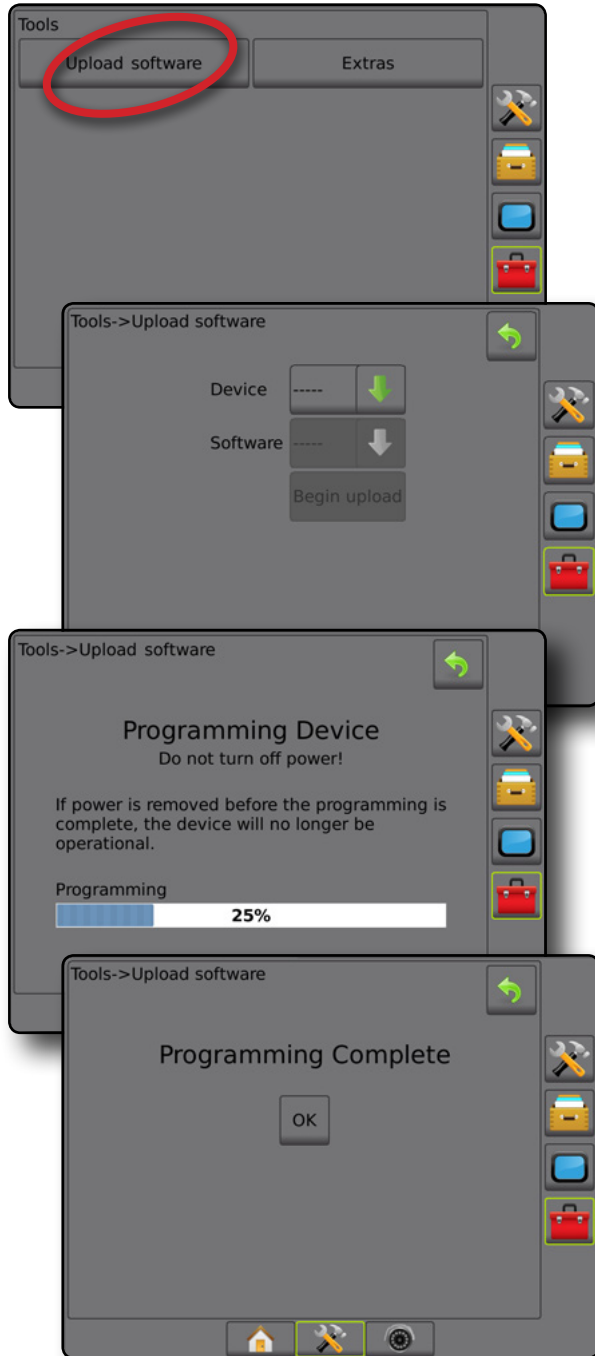 Tools
Upload software
Extras
Tools->Upload software
Device
-----
Software
-----
Begin upload
Tools->Upload software
Programming Device
Do not turn off power!
If power is removed before the programming is
complete, the device will no longer be
operational.
Programming
25%
Tools->Upload software
Programming Complete
OK